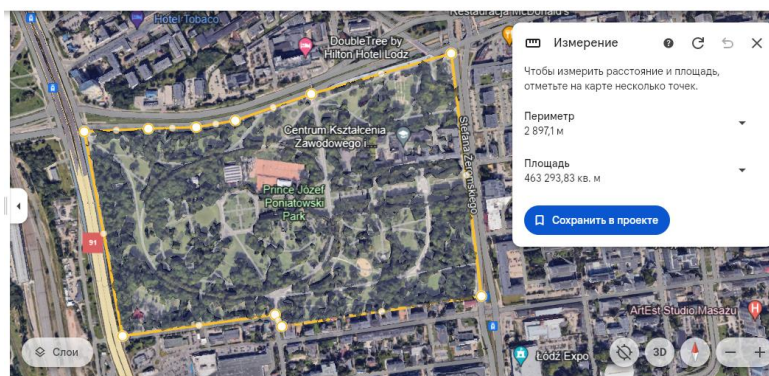 Restauracja McDonald's
Hotel Tobaco
DoubleTree by
Hilton Hotel Lodz
Измерение
Чтобы измерить расстояние и площадь,
отметьте на карте несколько точек.
Периметр
2 897,1 м
Площадь
463 293,83 кв. м
Сохранить в проекте
Centrum Kształcenia
Zawodowego i...
Stefana Żeromskiego
Prince Józef
Poniatowski
Park
91
ArtEst Studio Masażu
H
Łódź Expo
Слои
3D